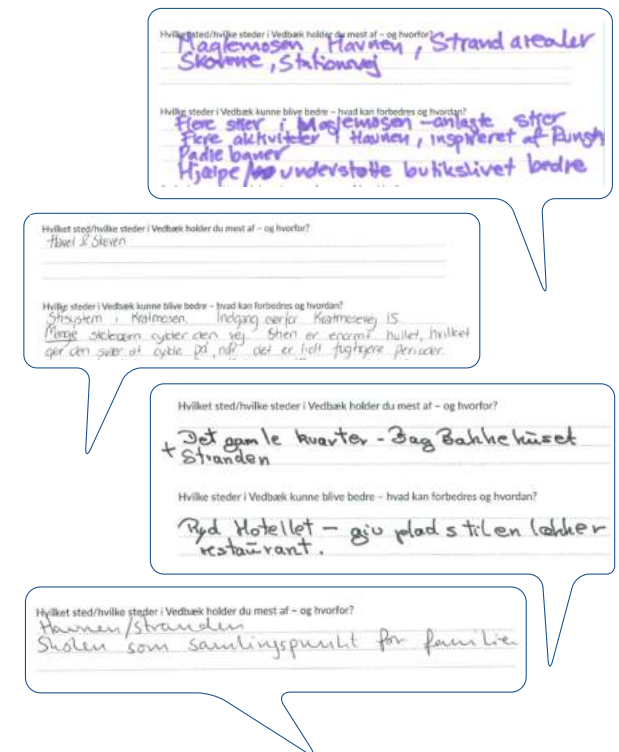 Hvilket sted/hvilke steder i Vedbæk holder du mest af – og hvorfor?
Maglemosen, Havnen, Strand arealer
Skovene, Stationsvej
Hvilke steder i Vedbæk kunne blive bedre – hvad kan forbedres og hvordan?
Flere stier i Maglemosen – anlagte stier
Flere aktiviteter i Havnen, inspireret af Rungst
Padle baner
Hjælpe understøtte butikslivet bedre
Hvilket sted/hvilke steder i Vedbæk holder du mest af – og hvorfor?
Havet & Skoven
Hvilke steder i Vedbæk kunne blive bedre – hvad kan forbedres og hvordan?
Stisystem i Kratmosen. Indgang overfor Kratmosevej 15
Mange skolebørn cykler den vej. Stien er enormt hullet, hvilket
gør den svær at cykle på, når det er lidt fugtigere perioder.
Hvilket sted/hvilke steder i Vedbæk holder du mest af – og hvorfor?
Det gamle kvarter - Bag Bakkehuset
+ Stranden
Hvilke steder i Vedbæk kunne blive bedre – hvad kan forbedres og hvordan?
Ryd Hotellet – giv plads til en lækker
restaurant.
Hvilket sted/hvilke steder i Vedbæk holder du mest af – og hvorfor?
Havnen/Stranden
Skolen som samlingspunkt for familier